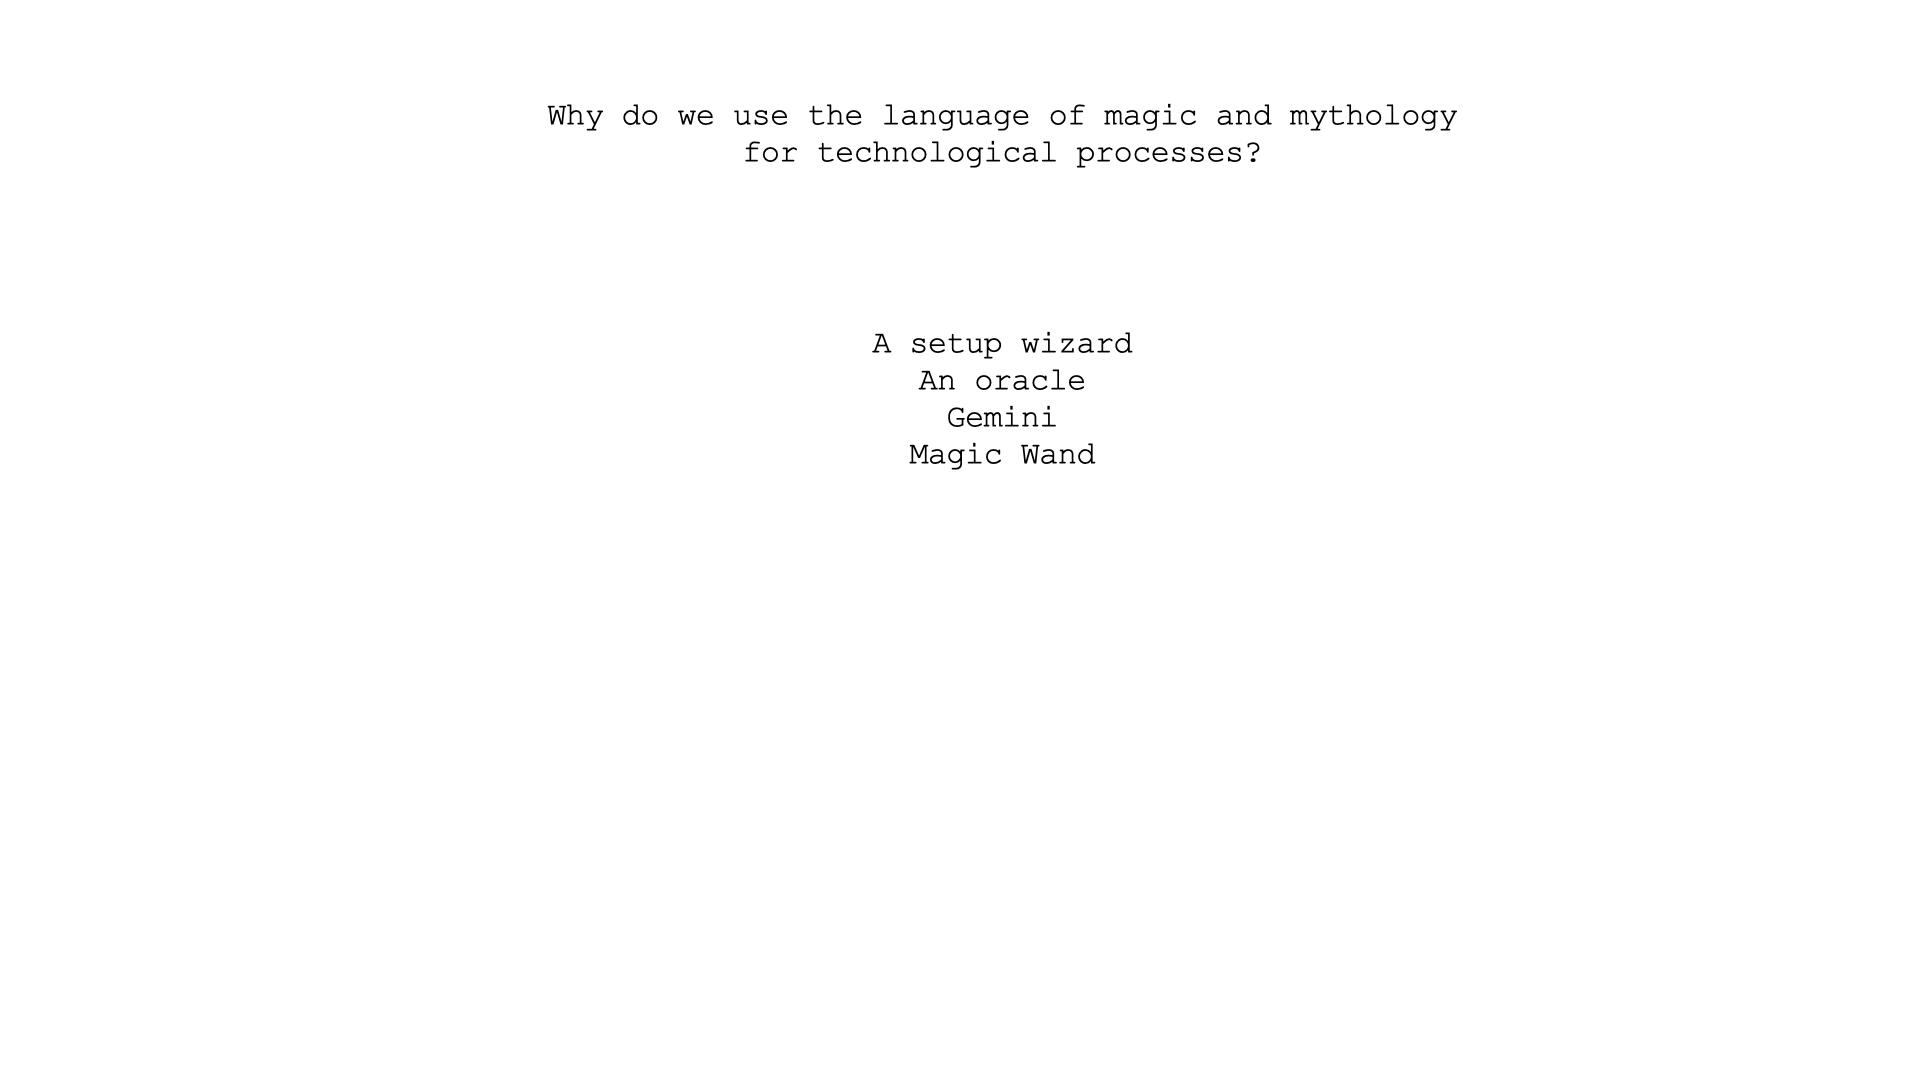 Why do we use the language of magic and mythology
for technological processes?
A setup wizard
An oracle
Gemini
Magic Wand